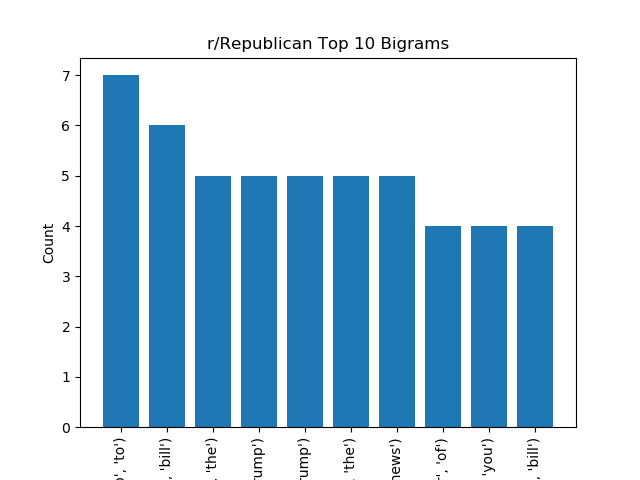 r/Republican Top 10 Bigrams
Count
7
6
5
4
3
2
1
0
', 'to')
, 'bill')
, 'the')
rump')
rump')
, 'the')
news')
', 'of')
'you')
, 'bill')